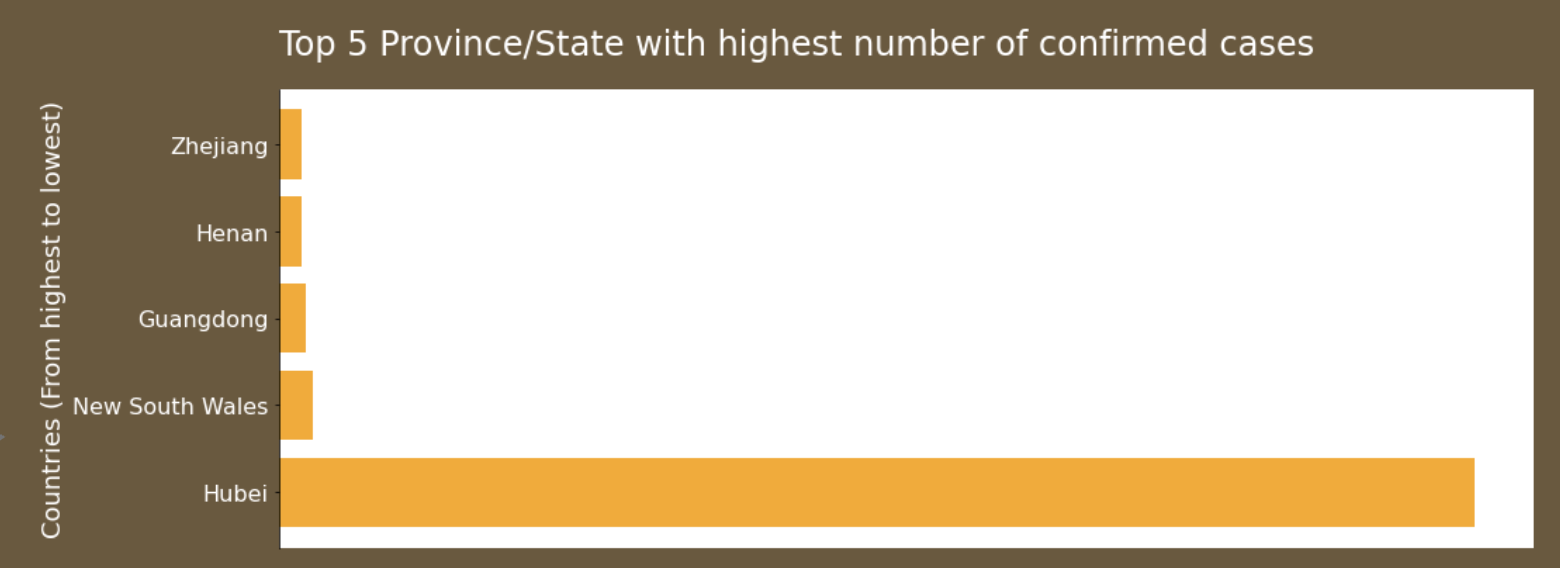 Top 5 Province/State with highest number of confirmed cases
Countries (From highest to lowest)
Zhejiang
Henan
Guangdong
New South Wales
Hubei